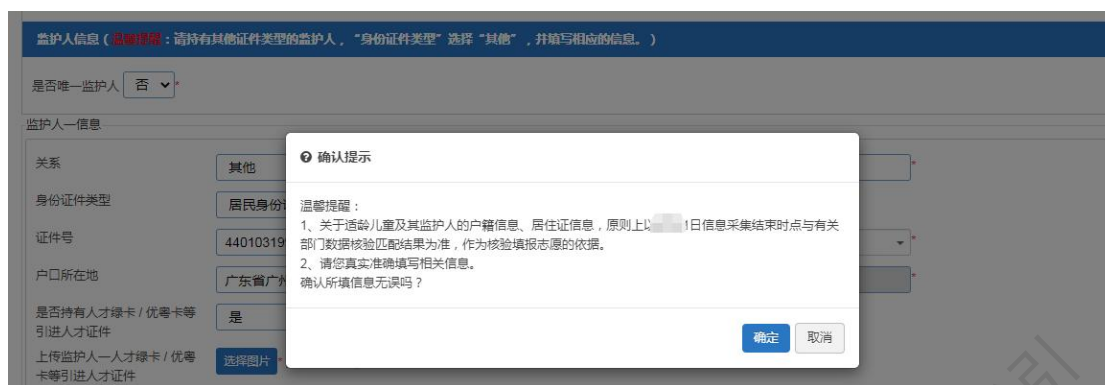 监护人信息（温馨提醒：请持有其他证件类型的监护人，“身份证件类型”选择“其他”，并填写相应的信息。）
是否唯一监护人 否 *
监护人一信息
关系 其他 *
身份证件类型 居民身份
证件号 44010319 *
户口所在地 广东省广 *
是否持有人才绿卡 / 优粤卡等
引进人才证件 是
上传监护人一人才绿卡 / 优粤
卡等引进人才证件 选择图片 *
确认提示
温馨提醒：
1、关于适龄儿童及其监护人的户籍信息、居住证信息，原则上以 1日信息采集结束时点与有关
部门数据核验匹配结果为准，作为核验填报志愿的依据。
2、请您真实准确填写相关信息。
确认所填信息无误吗？
确定 取消